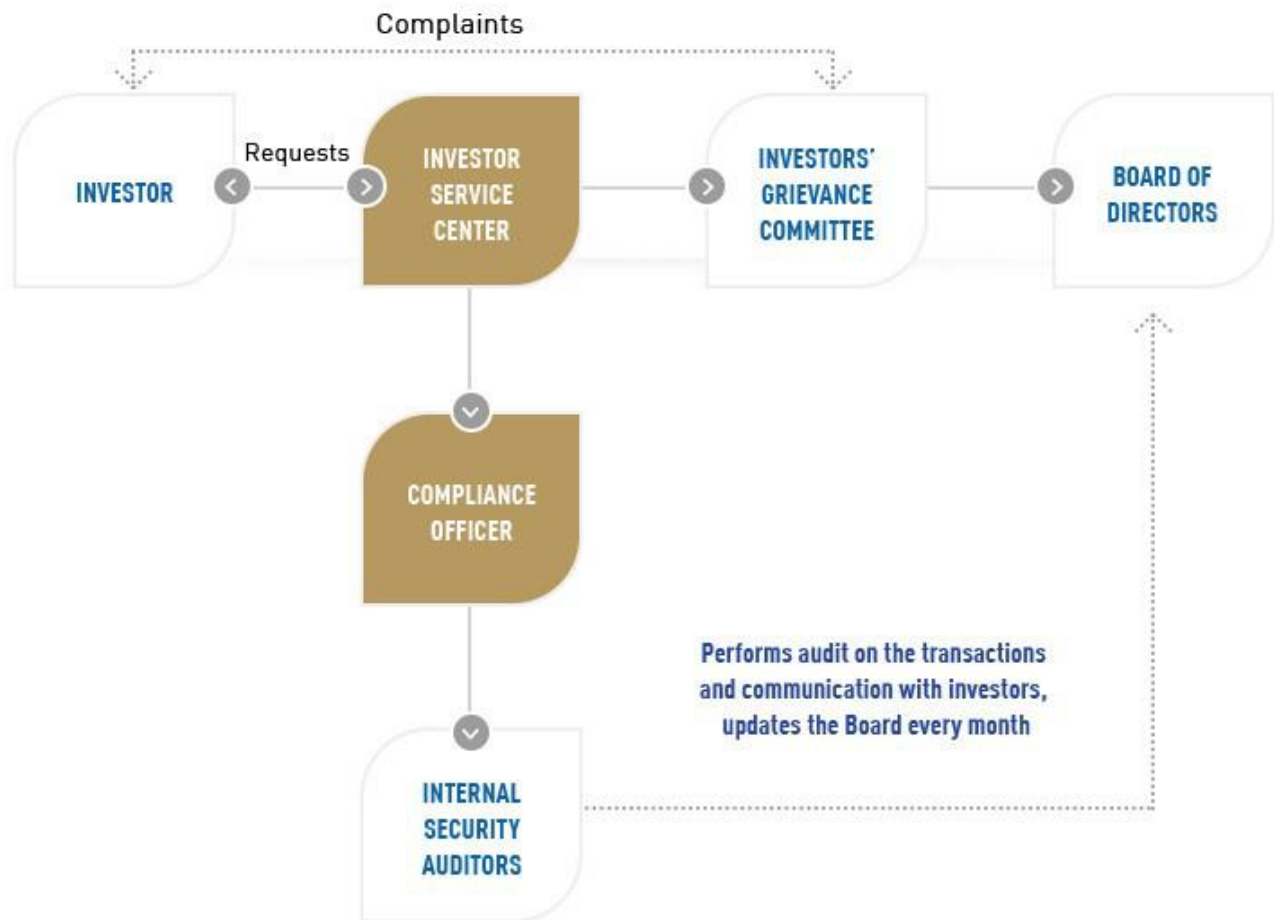 Complaints
INVESTOR
Requests
INVESTOR
SERVICE
CENTER
INVESTORS’
GRIEVANCE
COMMITTEE
BOARD OF
DIRECTORS
COMPLIANCE
OFFICER
Performs audit on the transactions
and communication with investors,
updates the Board every month
INTERNAL
SECURITY
AUDITORS